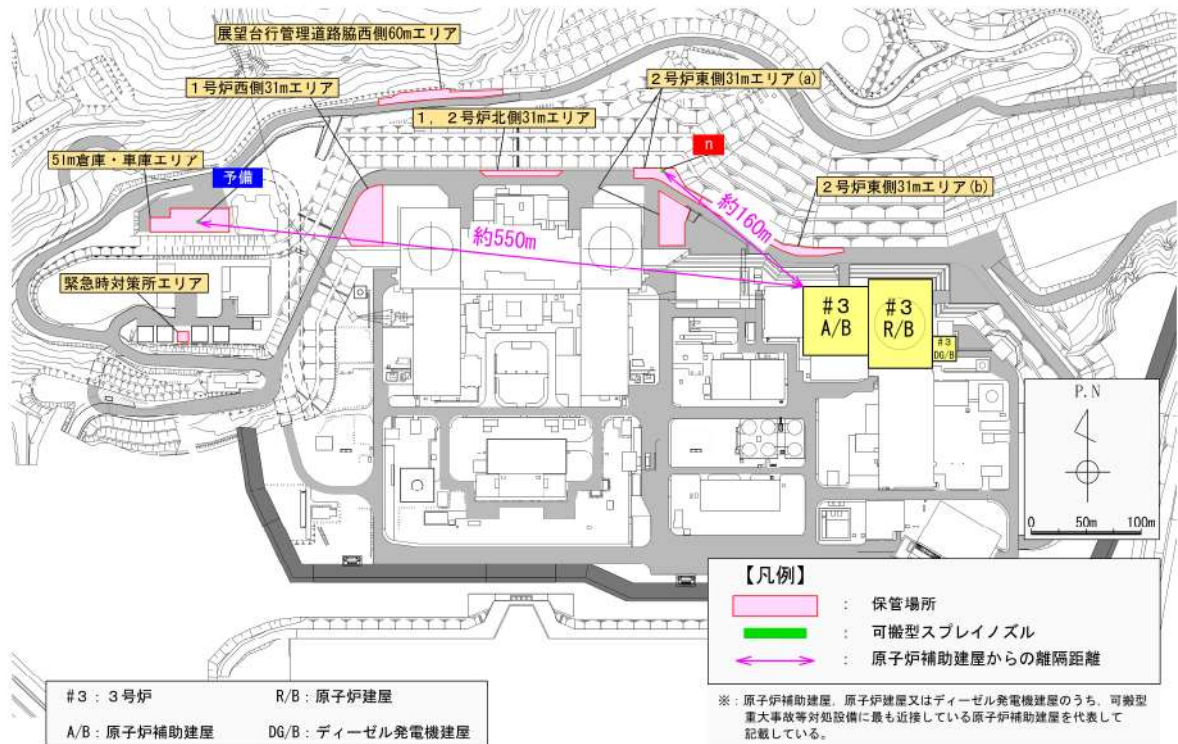 展望台行管理道路脇西側60mエリア
1号炉西側31mエリア
2号炉東側31mエリア(a)
1，2号炉北側31mエリア
n
51m倉庫・車庫エリア
予備
2号炉東側31mエリア(b)
約160m
約550m
緊急時対策所エリア
#3
A/B
#3
R/B
#3
DG/B
P.N
0 50m 100m
【凡例】
： 保管場所
： 可搬型スプレイノズル
： 原子炉補助建屋からの離隔距離
#3：3号炉 R/B：原子炉建屋
A/B：原子炉補助建屋 DG/B：ディーゼル発電機建屋
※：原子炉補助建屋，原子炉建屋又はディーゼル発電機建屋のうち，可搬型
重大事故等対処設備に最も近接している原子炉補助建屋を代表して
記載している。